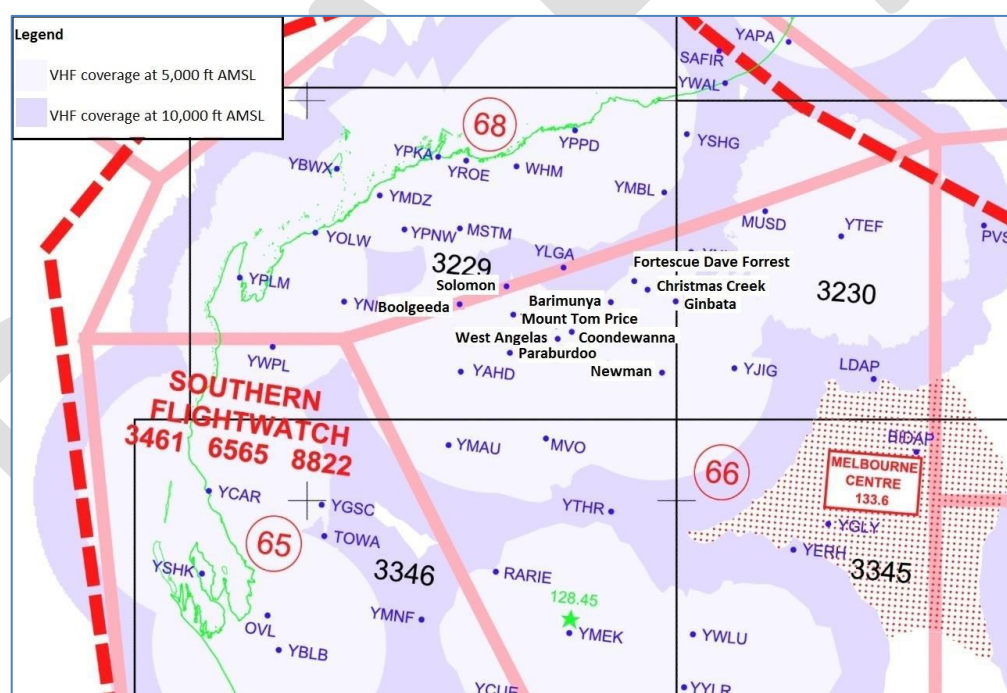 Legend
VHF coverage at 5,000 ft AMSL
VHF coverage at 10,000 ft AMSL
YAPA
SAFIR
YWAL
68
YPPD
YPKA
YROE
WHM
YBWX
YSHG
YMBL
YMDZ
MUSD
YTEF
PVS
YOLW
YPNW
MSTM
YLGA
3229
Fortescue Dave Forrest
YPLM
Solomon
Christmas Creek
3230
YNI
Boolgeeda
Barimunya
Ginbata
Mount Tom Price
West Angelas
Coondewanna
YWPL
Paraburdoo
YAHD
Newman
YJIG
LDAP
SOUTHERN
FLIGHTWATCH
3461 6565 8822
YMAU
MVO
BIDAP
66
MELBOURNE
CENTRE
133.6
YCAR
YGSC
YTHR
65
TOWA
YGLY
YERH
YSHK
3346
RARIE
3345
128.45
OVL
YMNF
YMEK
YWLU
YBLB
YYLR